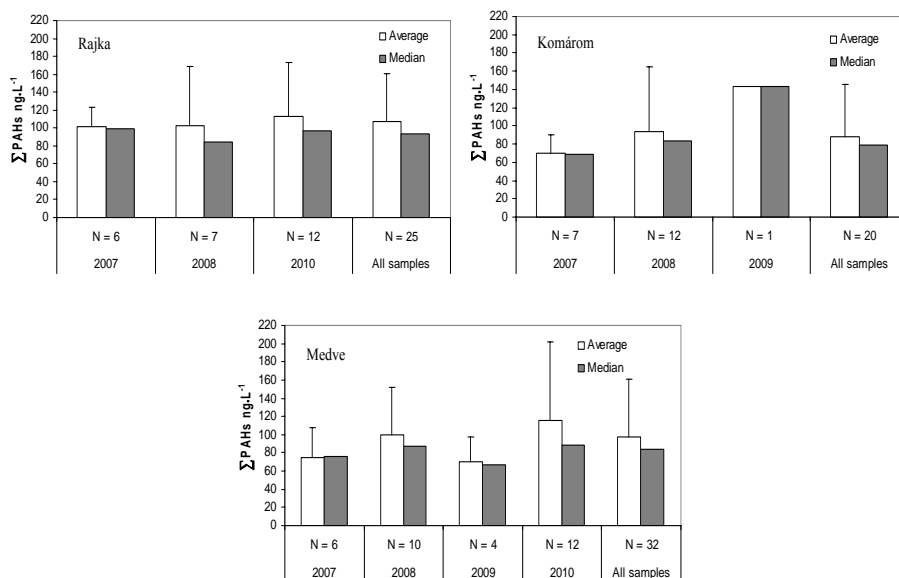 Rajka
Average
Median
∑PAHs ng.L-1
220
200
180
160
140
120
100
80
60
40
20
0
N = 6 N = 7 N = 12 N = 25
2007 2008 2010 All samples
Komárom
Average
Median
∑PAHs ng.L-1
220
200
180
160
140
120
100
80
60
40
20
0
N = 7 N = 12 N = 1 N = 20
2007 2008 2009 All samples
Medve
Average
Median
∑PAHs ng.L-1
220
200
180
160
140
120
100
80
60
40
20
0
N = 6 N = 10 N = 4 N = 12 N = 32
2007 2008 2009 2010 All samples